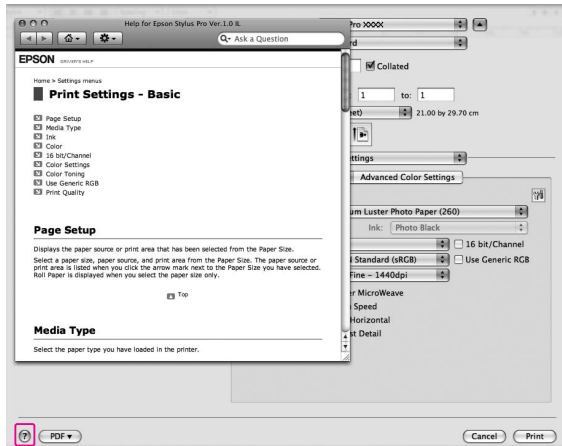 Help for Epson Stylus Pro Ver.1.0 IL
Ask a Question
EPSON DRIVER'S HELP
Home > Settings menus
Print Settings - Basic
Page Setup
Media Type
Ink
Color
16 bit/Channel
Color Settings
Color Toning
Use Generic RGB
Print Quality
Page Setup
Displays the paper source or print area that has been selected from the Paper Size.
Select a paper size, paper source, and print area from the Paper Size. The paper source or
print area is listed when you click the arrow mark next to the Paper Size you have selected.
Roll Paper is displayed when you select the paper size only.
Top
Media Type
Select the paper type you have loaded in the printer.
Pro XXXX
rd
Collated
1 to: 1
eet) 21.00 by 29.70 cm
ettings
Advanced Color Settings
um Luster Photo Paper (260)
Ink: Photo Black
16 bit/Channel
Standard (sRGB) Use Generic RGB
Fine - 1440dpi
er MicroWeave
Speed
Horizontal
st Detail
? PDF Cancel Print